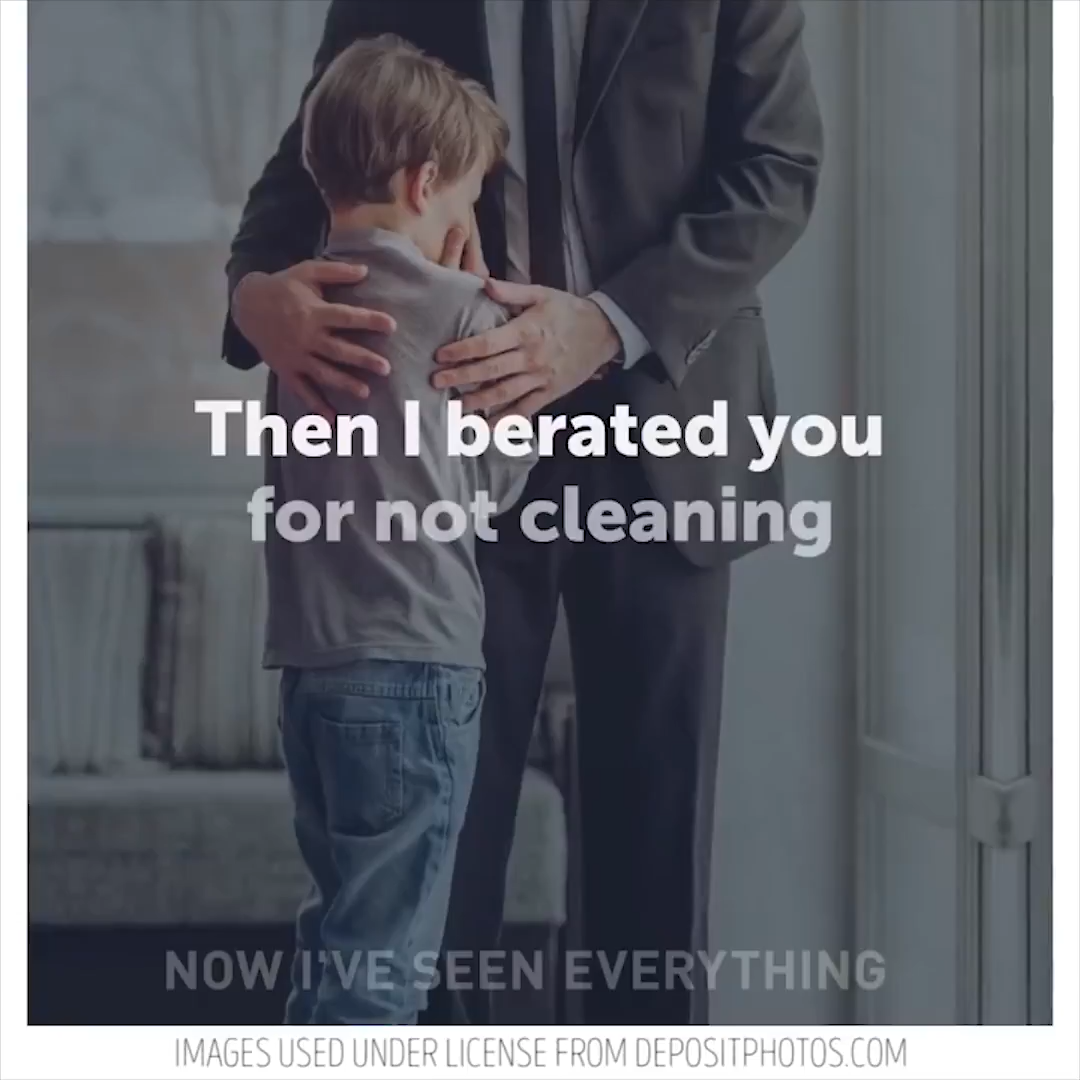 Then I berated you
for not cleaning
NOW I'VE SEEN EVERYTHING
IMAGES USED UNDER LICENSE FROM DEPOSITPHOTOS.COM